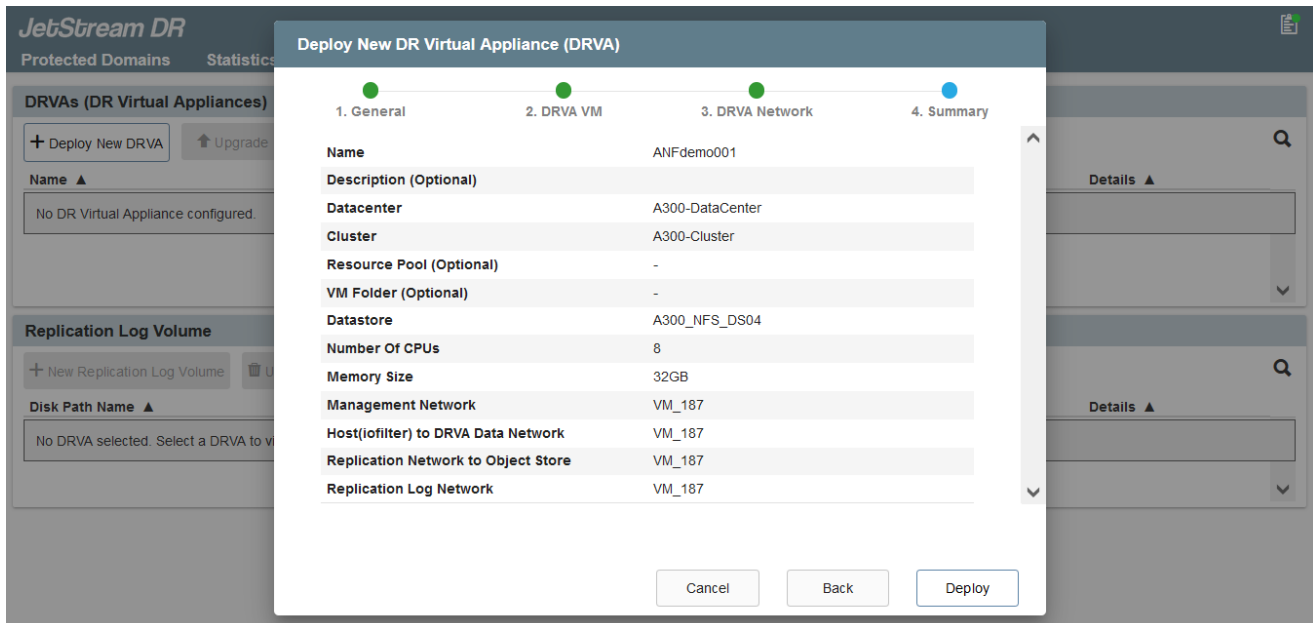 JetStream DR
Protected Domains Statistics
DRVAs (DR Virtual Appliances)
+ Deploy New DRVA Upgrade
Name ▲ Details ▲
No DR Virtual Appliance configured.
Replication Log Volume
+ New Replication Log Volume U
Disk Path Name ▲ Details ▲
No DRVA selected. Select a DRVA to vi
Deploy New DR Virtual Appliance (DRVA)
1. General 2. DRVA VM 3. DRVA Network 4. Summary
Name ANFdemo001
Description (Optional)
Datacenter A300-DataCenter
Cluster A300-Cluster
Resource Pool (Optional) -
VM Folder (Optional) -
Datastore A300_NFS_DS04
Number Of CPUs 8
Memory Size 32GB
Management Network VM_187
Host(iofilter) to DRVA Data Network VM_187
Replication Network to Object Store VM_187
Replication Log Network VM_187
Cancel Back Deploy